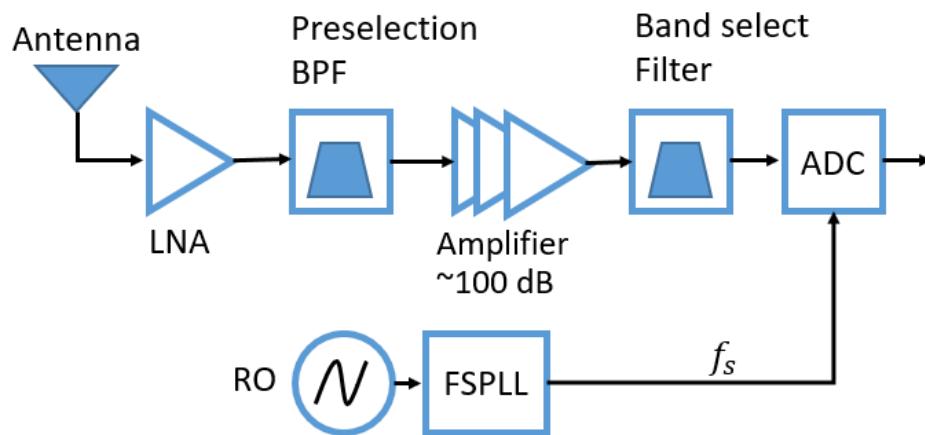 Antenna
Preselection
BPF
Band select
Filter
LNA
Amplifier
~100 dB
ADC
RO
FSPLL
fₛ